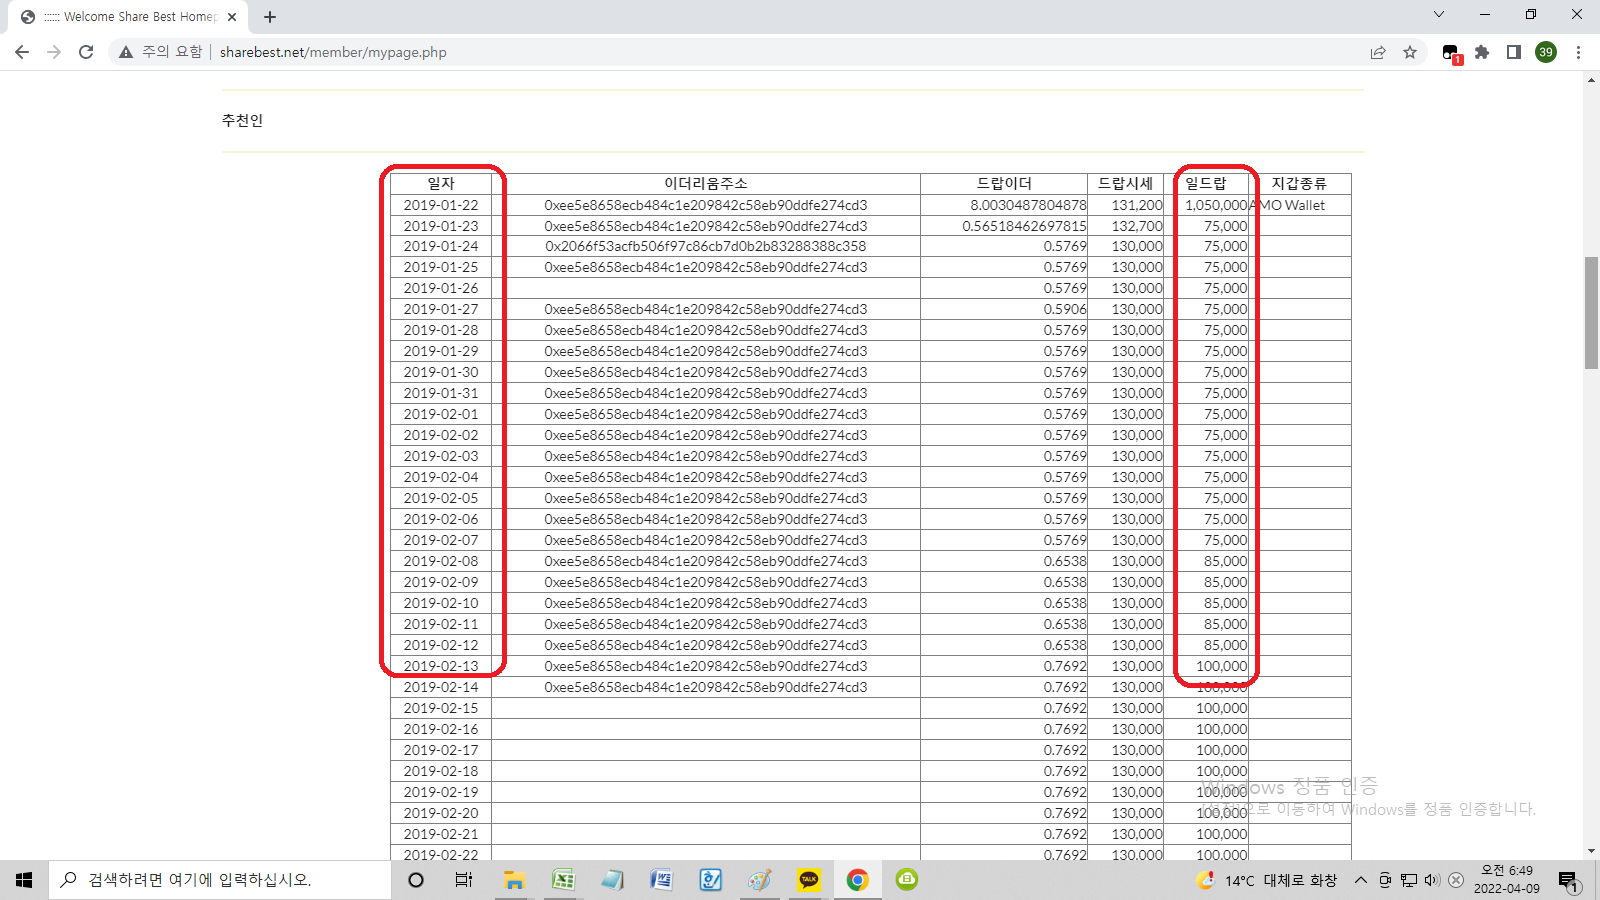 :::::: Welcome Share Best Home
주의 요함 sharebest.net/member/mypage.php
1
39
추천인
일자 이더리움주소 드랍이더 드랍시세 일드랍 지갑종류
2019-01-22 0xee5e8658ecb484c1e209842c58eb90ddfe274cd3 8.0030487804878 131,200 1,050,000 AMO Wallet
2019-01-23 0xee5e8658ecb484c1e209842c58eb90ddfe274cd3 0.56518462697815 132,700 75,000
2019-01-24 0x2066f53acfb506f97c86cb7d0b2b83288388c358 0.5769 130,000 75,000
2019-01-25 0xee5e8658ecb484c1e209842c58eb90ddfe274cd3 0.5769 130,000 75,000
2019-01-26 0.5769 130,000 75,000
2019-01-27 0xee5e8658ecb484c1e209842c58eb90ddfe274cd3 0.5906 130,000 75,000
2019-01-28 0xee5e8658ecb484c1e209842c58eb90ddfe274cd3 0.5769 130,000 75,000
2019-01-29 0xee5e8658ecb484c1e209842c58eb90ddfe274cd3 0.5769 130,000 75,000
2019-01-30 0xee5e8658ecb484c1e209842c58eb90ddfe274cd3 0.5769 130,000 75,000
2019-01-31 0xee5e8658ecb484c1e209842c58eb90ddfe274cd3 0.5769 130,000 75,000
2019-02-01 0xee5e8658ecb484c1e209842c58eb90ddfe274cd3 0.5769 130,000 75,000
2019-02-02 0xee5e8658ecb484c1e209842c58eb90ddfe274cd3 0.5769 130,000 75,000
2019-02-03 0xee5e8658ecb484c1e209842c58eb90ddfe274cd3 0.5769 130,000 75,000
2019-02-04 0xee5e8658ecb484c1e209842c58eb90ddfe274cd3 0.5769 130,000 75,000
2019-02-05 0xee5e8658ecb484c1e209842c58eb90ddfe274cd3 0.5769 130,000 75,000
2019-02-06 0xee5e8658ecb484c1e209842c58eb90ddfe274cd3 0.5769 130,000 75,000
2019-02-07 0xee5e8658ecb484c1e209842c58eb90ddfe274cd3 0.5769 130,000 75,000
2019-02-08 0xee5e8658ecb484c1e209842c58eb90ddfe274cd3 0.6538 130,000 85,000
2019-02-09 0xee5e8658ecb484c1e209842c58eb90ddfe274cd3 0.6538 130,000 85,000
2019-02-10 0xee5e8658ecb484c1e209842c58eb90ddfe274cd3 0.6538 130,000 85,000
2019-02-11 0xee5e8658ecb484c1e209842c58eb90ddfe274cd3 0.6538 130,000 85,000
2019-02-12 0xee5e8658ecb484c1e209842c58eb90ddfe274cd3 0.6538 130,000 85,000
2019-02-13 0xee5e8658ecb484c1e209842c58eb90ddfe274cd3 0.7692 130,000 100,000
2019-02-14 0xee5e8658ecb484c1e209842c58eb90ddfe274cd3 0.7692 130,000 100,000
2019-02-15 0.7692 130,000 100,000
2019-02-16 0.7692 130,000 100,000
2019-02-17 0.7692 130,000 100,000
2019-02-18 0.7692 130,000 100,000
2019-02-19 0.7692 130,000 100,000
2019-02-20 0.7692 130,000 100,000
2019-02-21 0.7692 130,000 100,000
2019-02-22 0.7692 130,000 100,000
Windows 정품 인증
[설정]으로 이동하여 Windows를 정품 인증합니다.
검색하려면 여기에 입력하십시오.
TALK
14°C 대체로 화창
오전 6:49
2022-04-09
1